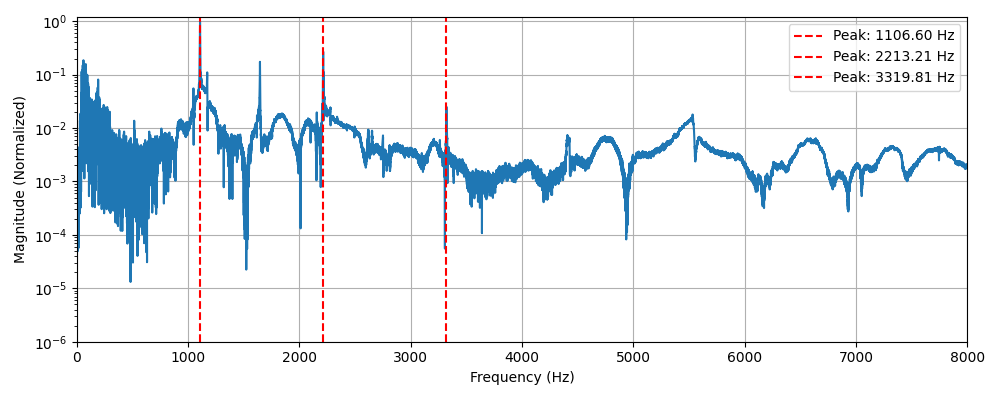 Magnitude (Normalized)
10⁰
10⁻¹
10⁻²
10⁻³
10⁻⁴
10⁻⁵
10⁻⁶
Peak: 1106.60 Hz
Peak: 2213.21 Hz
Peak: 3319.81 Hz
0 1000 2000 3000 4000 5000 6000 7000 8000
Frequency (Hz)